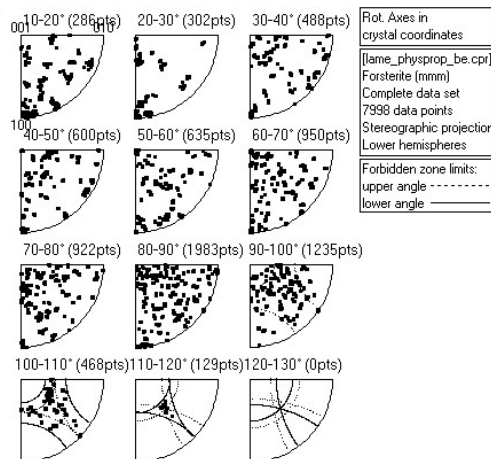 10-20° (286pts)
20-30° (302pts)
30-40° (488pts)
001
010
100
40-50° (600pts)
50-60° (635pts)
60-70° (950pts)
70-80° (922pts)
80-90° (1983pts)
90-100° (1235pts)
100-110° (468pts)
110-120° (129pts)
120-130° (0pts)
Rot. Axes in
crystal coordinates
[lame_physprop_be.cpr]
Forsterite (mmm)
Complete data set
7998 data points
Stereographic projection
Lower hemispheres
Forbidden zone limits:
upper angle
lower angle